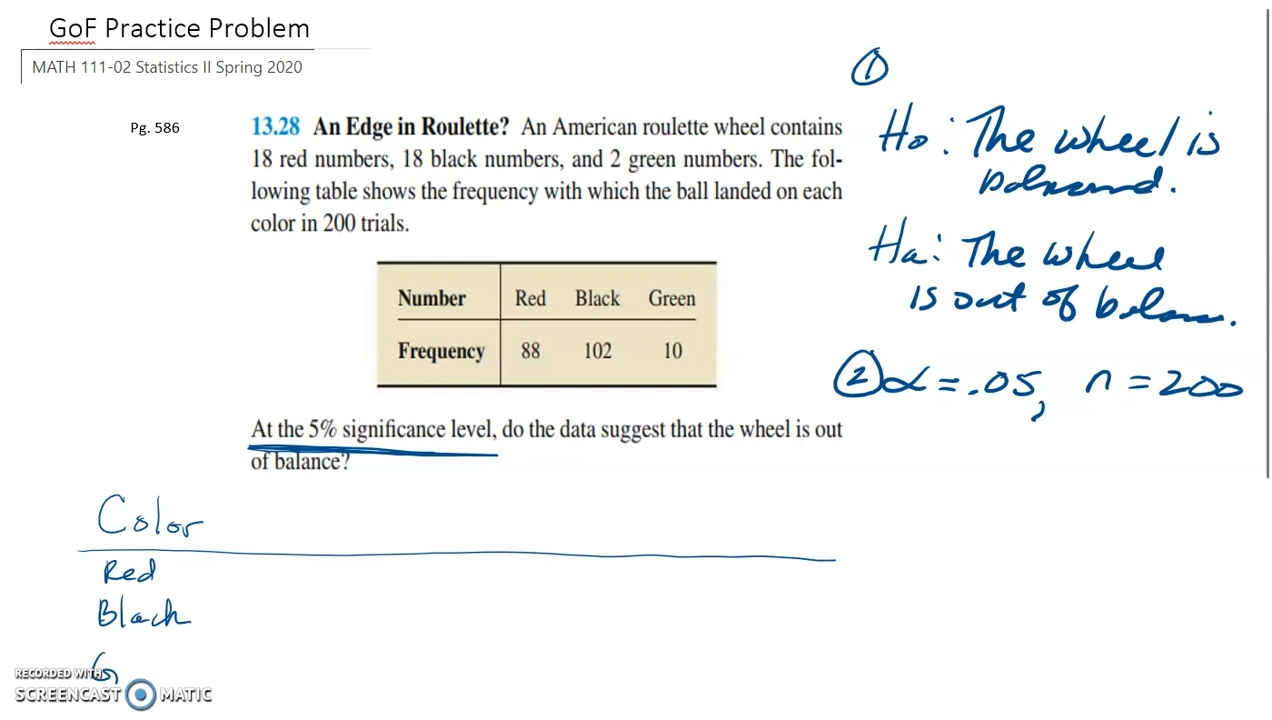 GoF Practice Problem
MATH 111-02 Statistics II Spring 2020
Pg. 586
13.28 An Edge in Roulette? An American roulette wheel contains
18 red numbers, 18 black numbers, and 2 green numbers. The fol-
lowing table shows the frequency with which the ball landed on each
color in 200 trials.
Number Red Black Green
Frequency 88 102 10
At the 5% significance level, do the data suggest that the wheel is out
of balance?
①
Ho: The wheel is
balanced.
Ha: The wheel
is out of balance.
② α = .05, n = 200
Color
Red
Black
G
RECORDED WITH
SCREENCAST MATIC